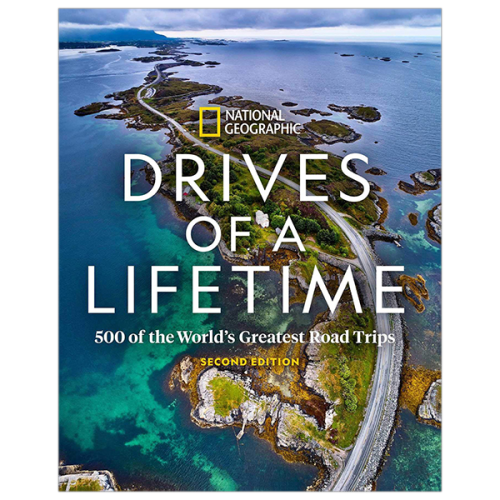 NATIONAL
GEOGRAPHIC
DRIVES
OF A
LIFETIME
500 of the World's Greatest Road Trips
SECOND EDITION